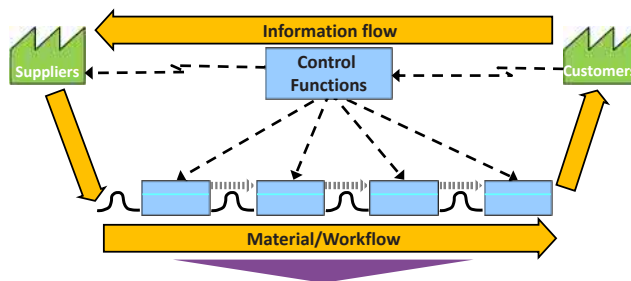 Information flow
Suppliers
Control
Functions
Customers
Material/Workflow